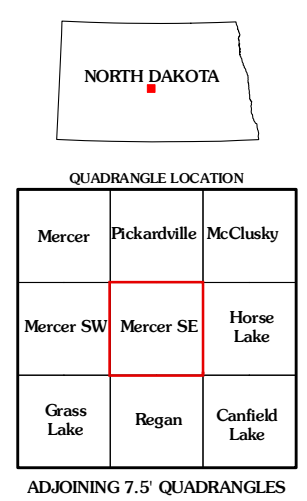 NORTH DAKOTA
QUADRANGLE LOCATION
Mercer
Pickardville
McClusky
Mercer SW
Mercer SE
Horse
Lake
Grass
Lake
Regan
Canfield
Lake
ADJOINING 7.5' QUADRANGLES